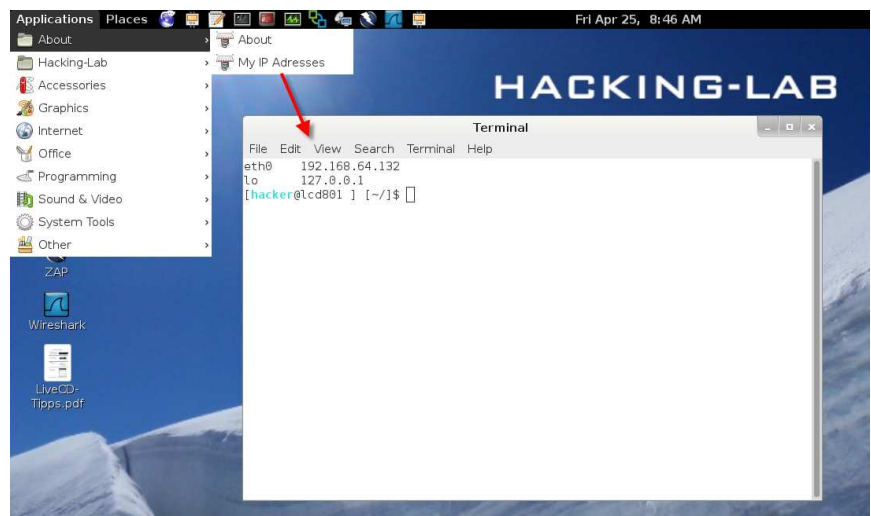 Applications Places Fri Apr 25, 8:46 AM
About
Hacking-Lab
Accessories
Graphics
Internet
Office
Programming
Sound & Video
System Tools
Other
About
My IP Adresses
HACKING-LAB
Terminal
File Edit View Search Terminal Help
eth0 192.168.64.132
lo 127.0.0.1
[hacker@lcd801 ] [~/]$
ZAP
Wireshark
LiveCD-
Tipps.pdf